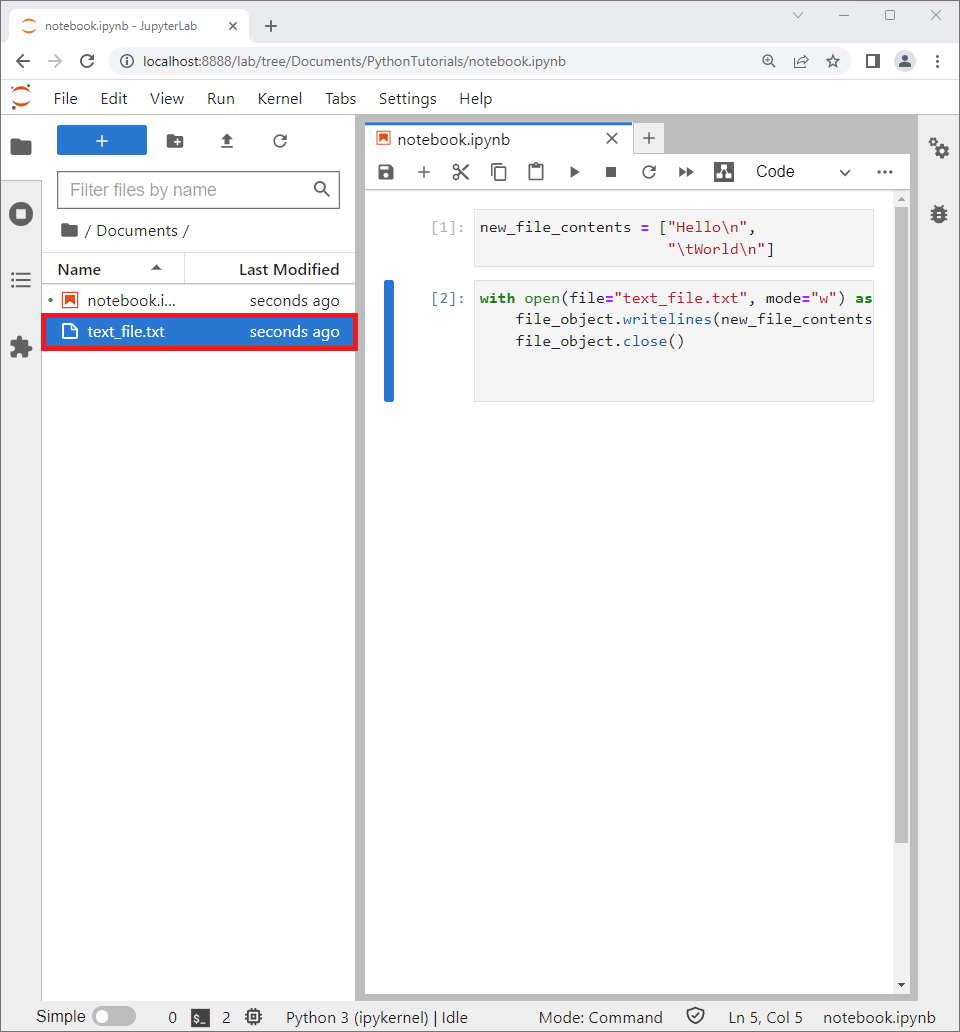 notebook.ipynb - JupyterLab
localhost:8888/lab/tree/Documents/PythonTutorials/notebook.ipynb
File Edit View Run Kernel Tabs Settings Help
notebook.ipynb
Code
Filter files by name
/ Documents /
Name Last Modified
notebook.i... seconds ago
text_file.txt seconds ago
[1]: new_file_contents = ["Hello\n",
"\tWorld\n"]
[2]: with open(file="text_file.txt", mode="w") as
file_object.writelines(new_file_contents
file_object.close()
Simple 0 $_ 2 Python 3 (ipykernel) | Idle Mode: Command Ln 5, Col 5 notebook.ipynb